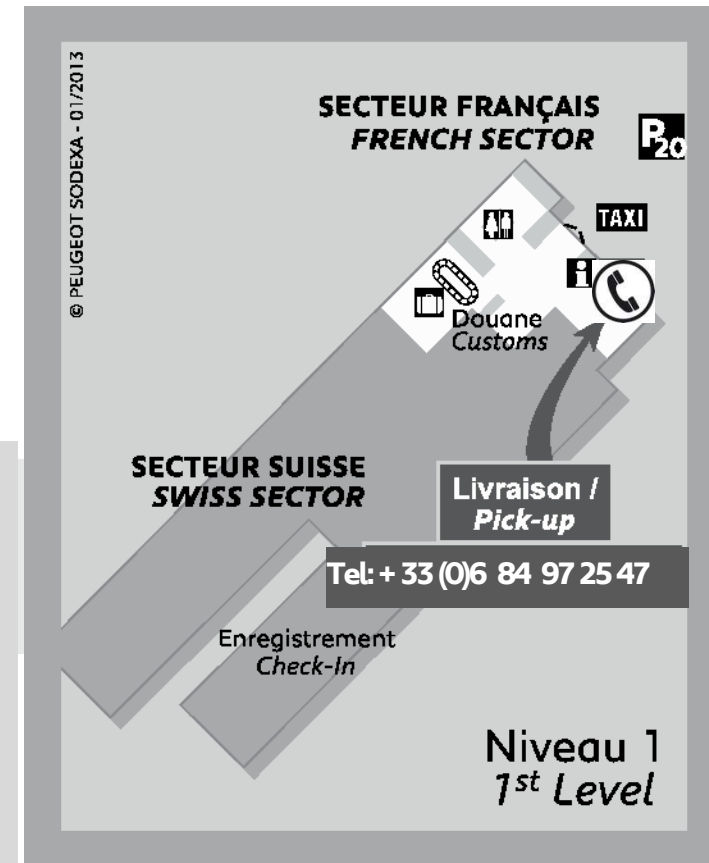 © PEUGEOT SODEXA - 01/2013
SECTEUR FRANÇAIS
FRENCH SECTOR
P20
TAXI
i
Douane
Customs
SECTEUR SUISSE
SWISS SECTOR
Livraison /
Pick-up
Tel: + 33 (0)6 84 97 25 47
Enregistrement
Check-In
Niveau 1
1st Level